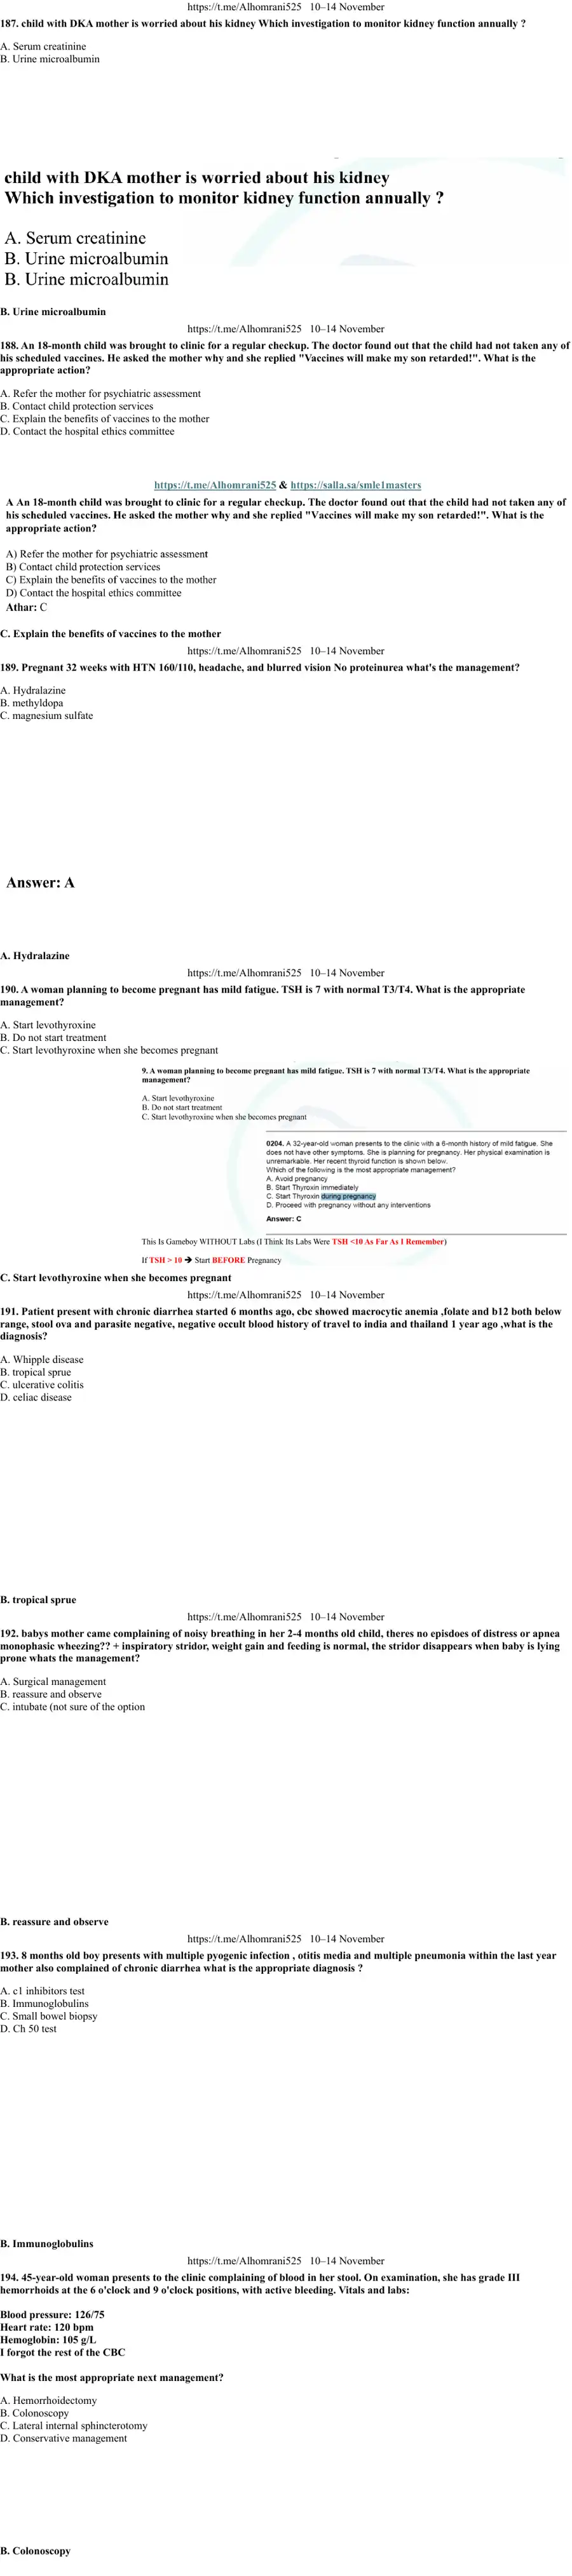 https://t.me/Alhomrani525 10–14 November
187. child with DKA mother is worried about his kidney Which investigation to monitor kidney function annually ?
A. Serum creatinine
B. Urine microalbumin
child with DKA mother is worried about his kidney
Which investigation to monitor kidney function annually ?
A. Serum creatinine
B. Urine microalbumin
B. Urine microalbumin
B. Urine microalbumin
https://t.me/Alhomrani525 10–14 November
188. An 18-month child was brought to clinic for a regular checkup. The doctor found out that the child had not taken any of
his scheduled vaccines. He asked the mother why and she replied "Vaccines will make my son retarded!". What is the
appropriate action?
A. Refer the mother for psychiatric assessment
B. Contact child protection services
C. Explain the benefits of vaccines to the mother
D. Contact the hospital ethics committee
https://t.me/Alhomrani525 & https://salla.sa/smle1masters
A An 18-month child was brought to clinic for a regular checkup. The doctor found out that the child had not taken any of
his scheduled vaccines. He asked the mother why and she replied "Vaccines will make my son retarded!". What is the
appropriate action?
A) Refer the mother for psychiatric assessment
B) Contact child protection services
C) Explain the benefits of vaccines to the mother
D) Contact the hospital ethics committee
Athar: C
C. Explain the benefits of vaccines to the mother
https://t.me/Alhomrani525 10–14 November
189. Pregnant 32 weeks with HTN 160/110, headache, and blurred vision No proteinurea what's the management?
A. Hydralazine
B. methyldopa
C. magnesium sulfate
Answer: A
A. Hydralazine
https://t.me/Alhomrani525 10–14 November
190. A woman planning to become pregnant has mild fatigue. TSH is 7 with normal T3/T4. What is the appropriate
management?
A. Start levothyroxine
B. Do not start treatment
C. Start levothyroxine when she becomes pregnant
9. A woman planning to become pregnant has mild fatigue. TSH is 7 with normal T3/T4. What is the appropriate
management?
A. Start levothyroxine
B. Do not start treatment
C. Start levothyroxine when she becomes pregnant
0204. A 32-year-old woman presents to the clinic with a 6-month history of mild fatigue. She
does not have other symptoms. She is planning for pregnancy. Her physical examination is
unremarkable. Her recent thyroid function is shown below.
Which of the following is the most appropriate management?
A. Avoid pregnancy
B. Start Thyroxin immediately
C. Start Thyroxin during pregnancy
D. Proceed with pregnancy without any interventions
Answer: C
This Is Gameboy WITHOUT Labs (I Think Its Labs Were TSH <10 As Far As I Remember)
If TSH > 10 ➔ Start BEFORE Pregnancy
C. Start levothyroxine when she becomes pregnant
https://t.me/Alhomrani525 10–14 November
191. Patient present with chronic diarrhea started 6 months ago, cbc showed macrocytic anemia ,folate and b12 both below
range, stool ova and parasite negative, negative occult blood history of travel to india and thailand 1 year ago ,what is the
diagnosis?
A. Whipple disease
B. tropical sprue
C. ulcerative colitis
D. celiac disease
B. tropical sprue
https://t.me/Alhomrani525 10–14 November
192. babys mother came complaining of noisy breathing in her 2-4 months old child, theres no epidsoes of distress or apnea
monophasic wheezing?? + inspiratory stridor, weight gain and feeding is normal, the stridor disappears when baby is lying
prone whats the management?
A. Surgical management
B. reassure and observe
C. intubate (not sure of the option
B. reassure and observe
https://t.me/Alhomrani525 10–14 November
193. 8 months old boy presents with multiple pyogenic infection , otitis media and multiple pneumonia within the last year
mother also complained of chronic diarrhea what is the appropriate diagnosis ?
A. c1 inhibitors test
B. Immunoglobulins
C. Small bowel biopsy
D. Ch 50 test
B. Immunoglobulins
https://t.me/Alhomrani525 10–14 November
194. 45-year-old woman presents to the clinic complaining of blood in her stool. On examination, she has grade III
hemorrhoids at the 6 o'clock and 9 o'clock positions, with active bleeding. Vitals and labs:
Blood pressure: 126/75
Heart rate: 120 bpm
Hemoglobin: 105 g/L
I forgot the rest of the CBC
What is the most appropriate next management?
A. Hemorrhoidectomy
B. Colonoscopy
C. Lateral internal sphincterotomy
D. Conservative management
B. Colonoscopy